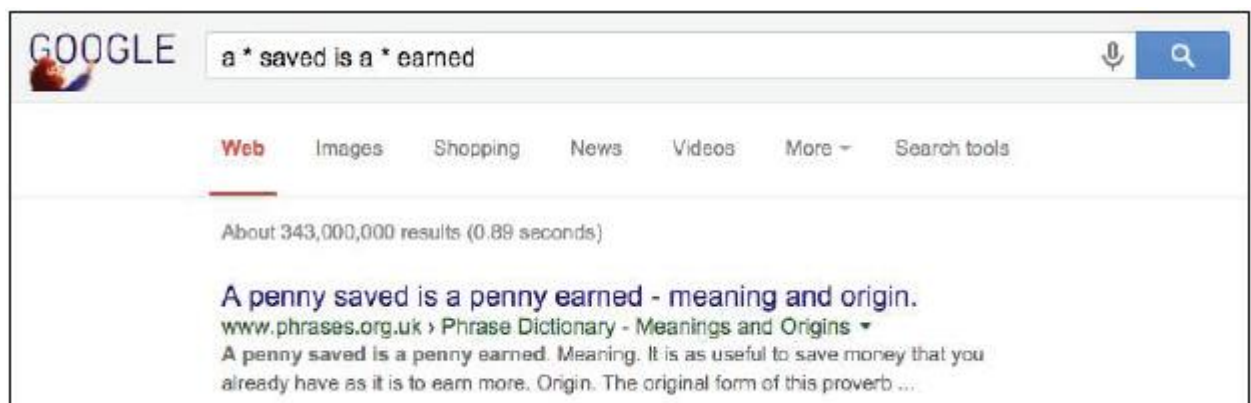 GOOGLE
a * saved is a * earned
Web Images Shopping News Videos More Search tools
About 343,000,000 results (0.89 seconds)
A penny saved is a penny earned - meaning and origin.
www.phrases.org.uk › Phrase Dictionary - Meanings and Origins
A penny saved is a penny earned. Meaning. It is as useful to save money that you
already have as it is to earn more. Origin. The original form of this proverb ...